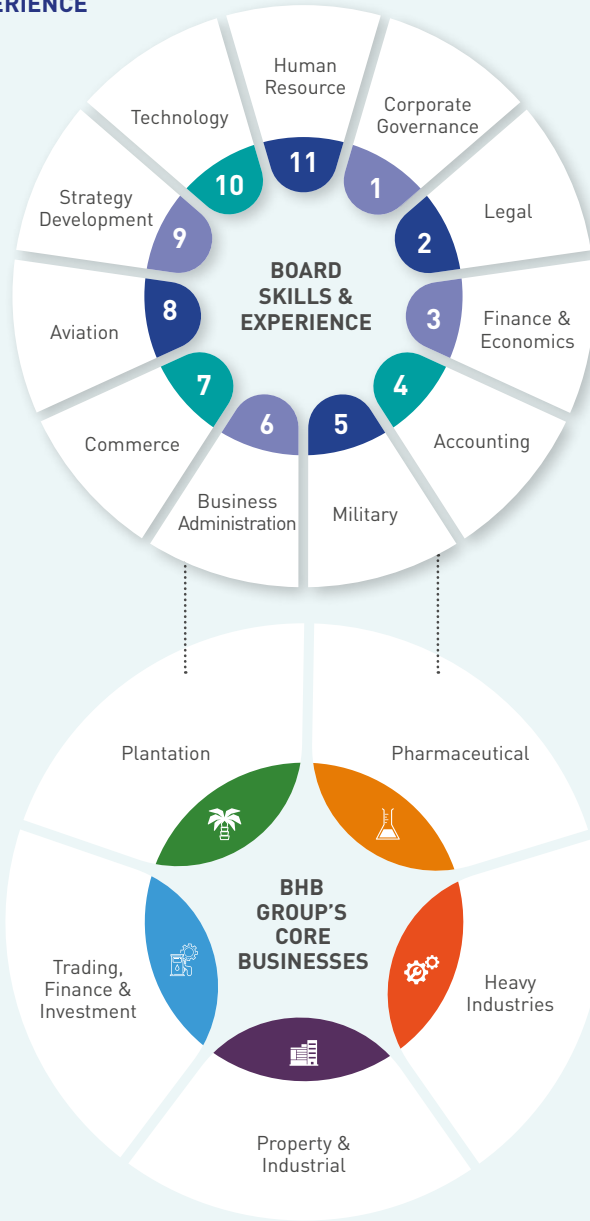 Human
Resource
Corporate
Governance
Technology
11
10
1
Strategy
Development
Legal
9
2
BOARD
SKILLS &
EXPERIENCE
Aviation
8
3
Finance &
Economics
7
4
Commerce
6
5
Accounting
Business
Administration
Military
Plantation
Pharmaceutical
BHB
GROUP'S
CORE
BUSINESSES
Trading,
Finance &
Investment
Heavy
Industries
Property &
Industrial